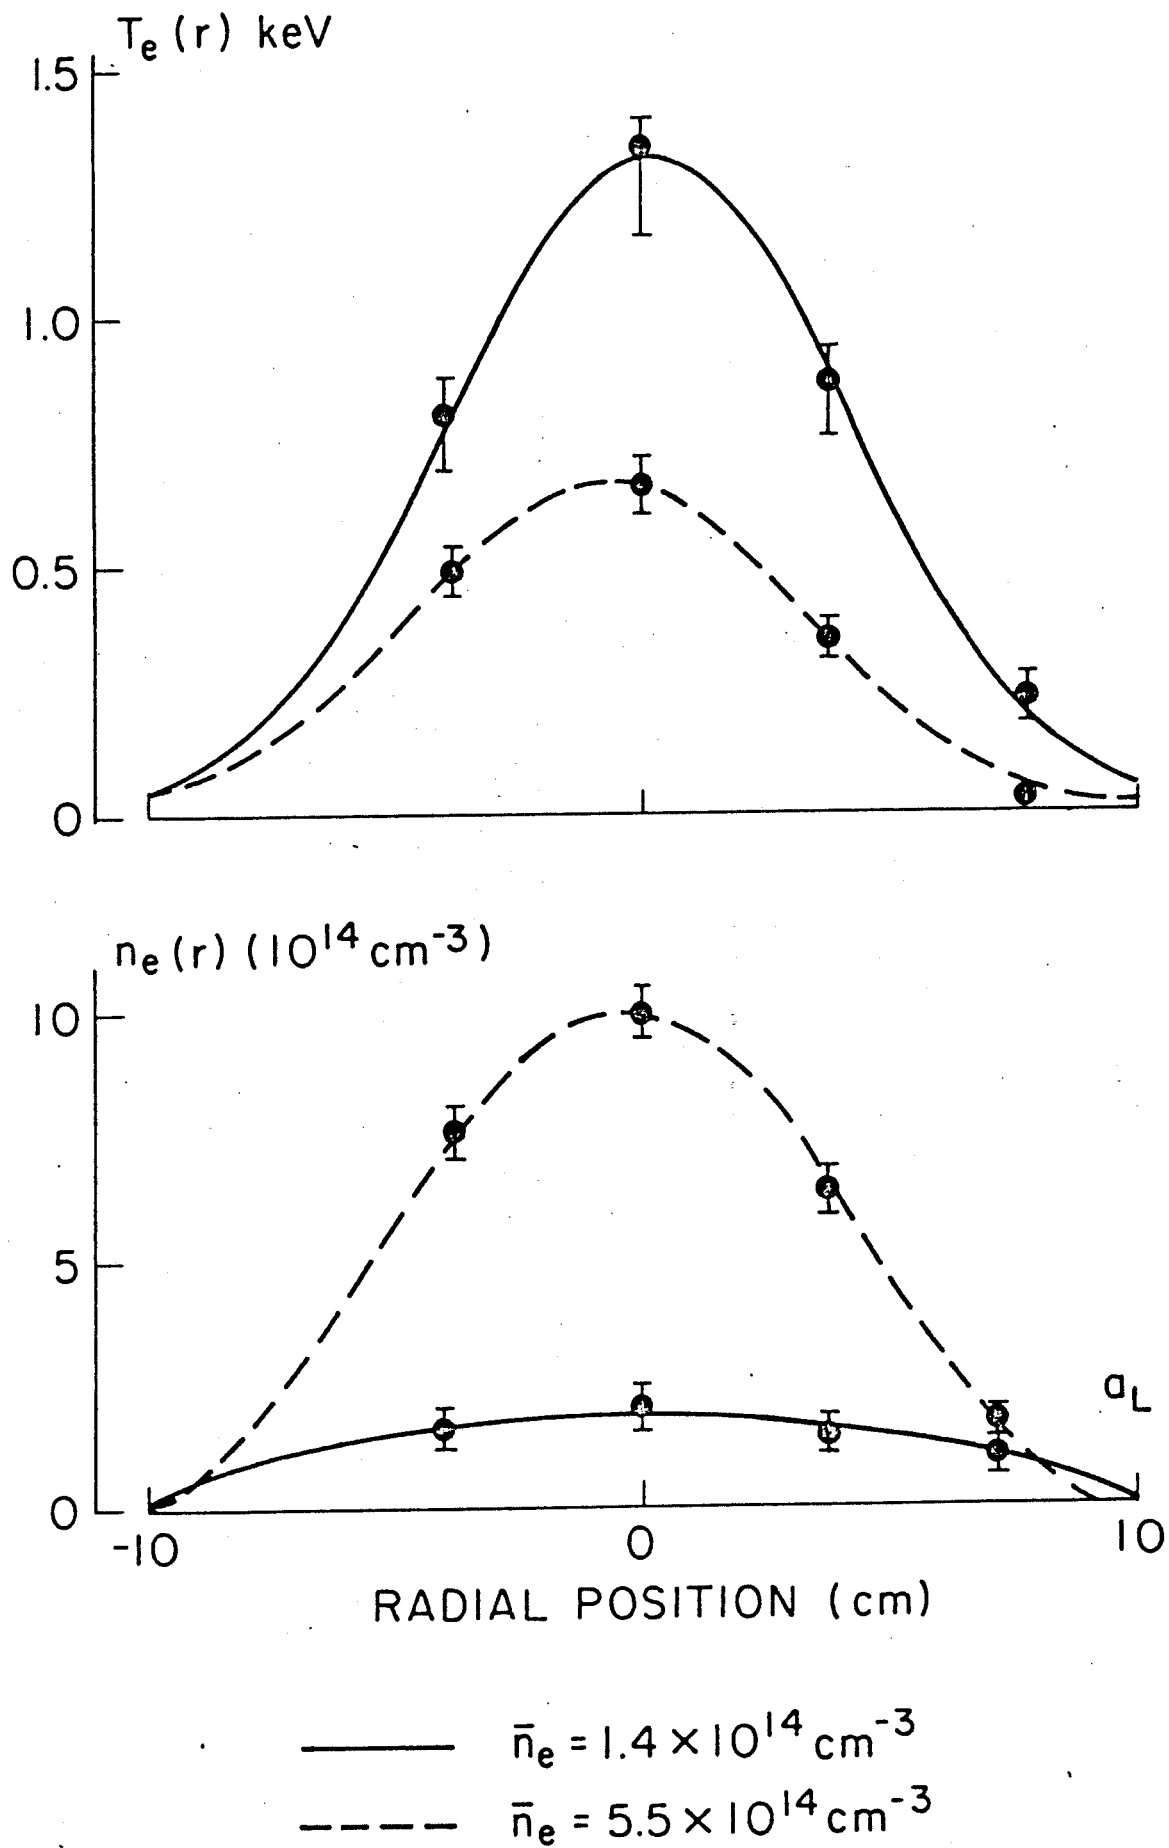 Tₑ (r) keV
1.5
1.0
0.5
0
nₑ (r) (10¹⁴ cm⁻³)
10
5
a_L
0
-10 0 10
RADIAL POSITION (cm)
n̄ₑ = 1.4 × 10¹⁴ cm⁻³
n̄ₑ = 5.5 × 10¹⁴ cm⁻³